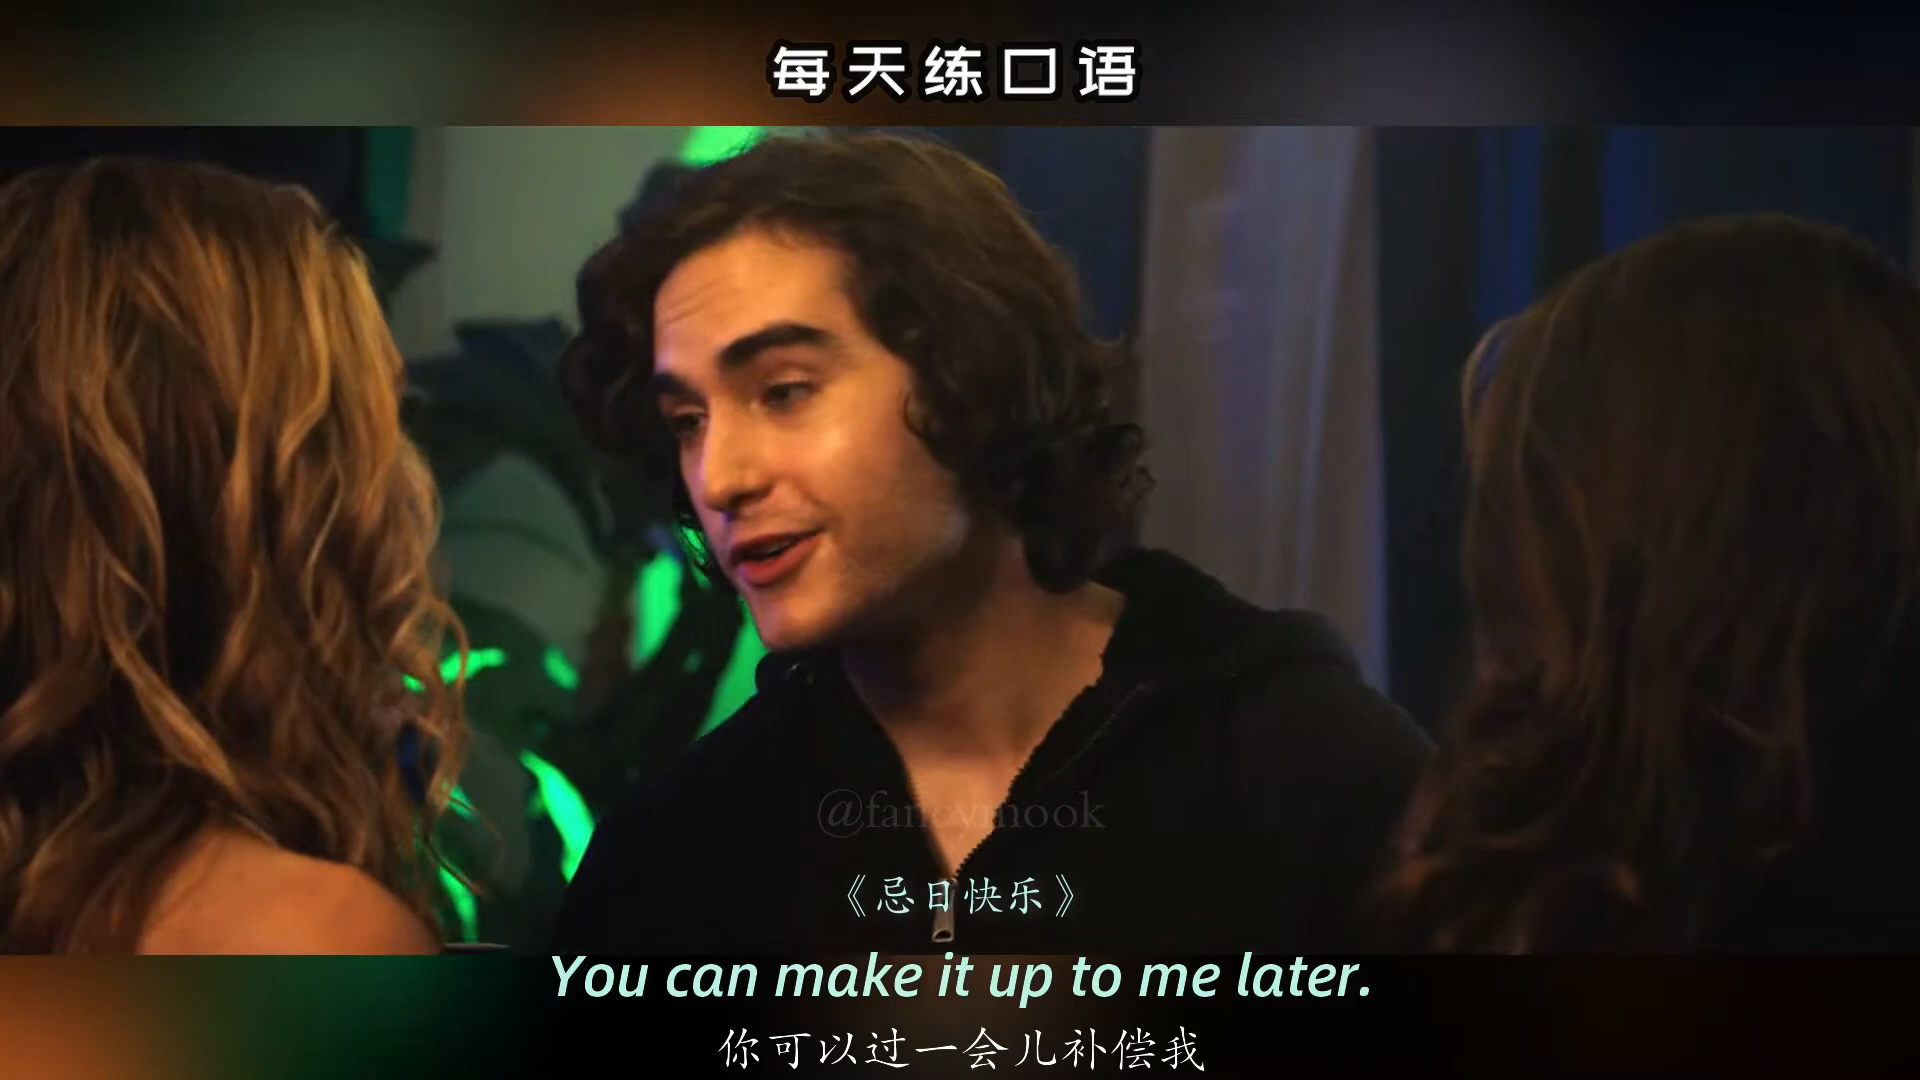 每天练口语
@fancymook
《忌日快乐》
You can make it up to me later.
你可以过一会儿补偿我